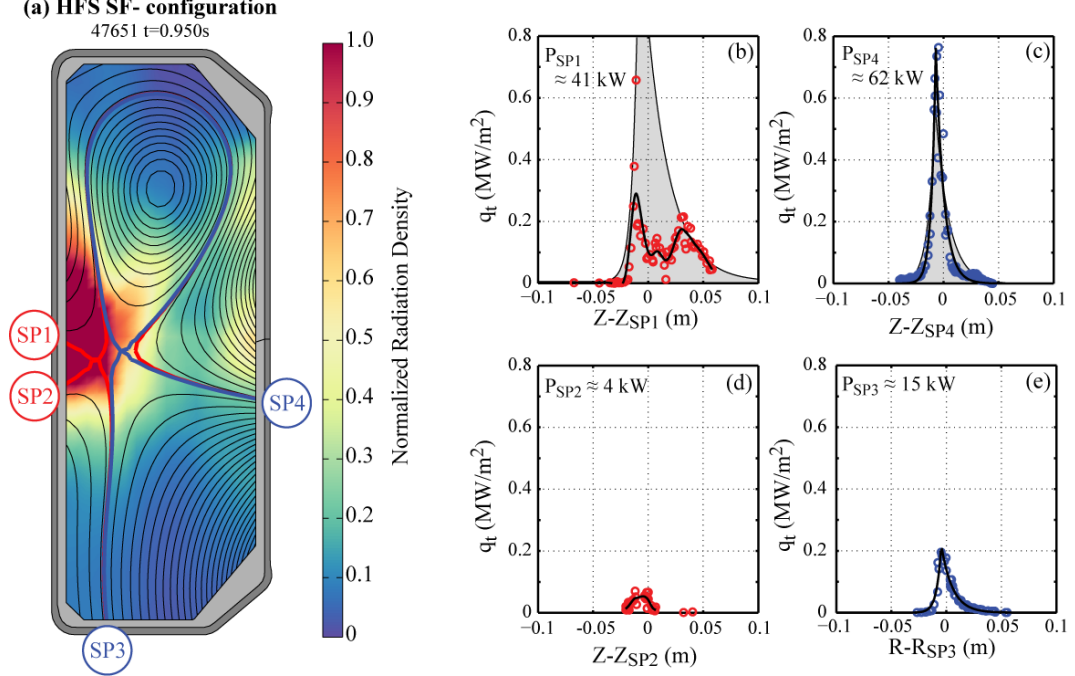 (a) HFS SF- configuration
47651 t=0.950s
SP1
SP2
SP3
SP4
1.0
0.9
0.8
0.7
0.6
0.5
0.4
0.3
0.2
0.1
0
Normalized Radiation Density
(b)
P_SP1
≈ 41 kW
q_t (MW/m²)
0.8
0.6
0.4
0.2
0
−0.1
-0.05
0
0.05
0.1
Z-Z_SP1 (m)
(c)
P_SP4
≈ 62 kW
q_t (MW/m²)
0.8
0.6
0.4
0.2
0
−0.1
-0.05
0
0.05
0.1
Z-Z_SP4 (m)
(d)
P_SP2 ≈ 4 kW
q_t (MW/m²)
0.8
0.6
0.4
0.2
0
−0.1
-0.05
0
0.05
0.1
Z-Z_SP2 (m)
(e)
P_SP3 ≈ 15 kW
q_t (MW/m²)
0.8
0.6
0.4
0.2
0
−0.1
-0.05
0
0.05
0.1
R-R_SP3 (m)